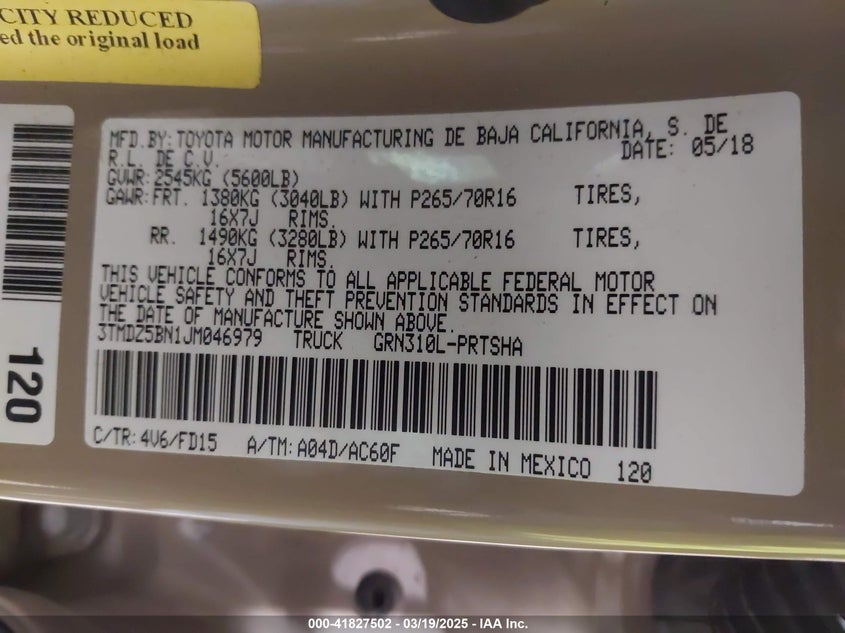 CITY REDUCED
ed the original load
MFD.BY:TOYOTA MOTOR MANUFACTURING DE BAJA CALIFORNIA, S. DE
R.L. DE C.V. DATE: 05/18
GVWR:2545KG (5600LB)
GAWR:FRT. 1380KG (3040LB) WITH P265/70R16 TIRES,
16X7J RIMS.
RR. 1490KG (3280LB) WITH P265/70R16 TIRES,
16X7J RIMS.
THIS VEHICLE CONFORMS TO ALL APPLICABLE FEDERAL MOTOR
VEHICLE SAFETY AND THEFT PREVENTION STANDARDS IN EFFECT ON
THE DATE OF MANUFACTURE SHOWN ABOVE.
3TMDZ5BN1JM046979 TRUCK GRN310L-PRTSHA
C/TR:4V6/FD15 A/TM:A04D/AC60F MADE IN MEXICO 120
120
000-41827502 — 03/19/2025 — IAA Inc.